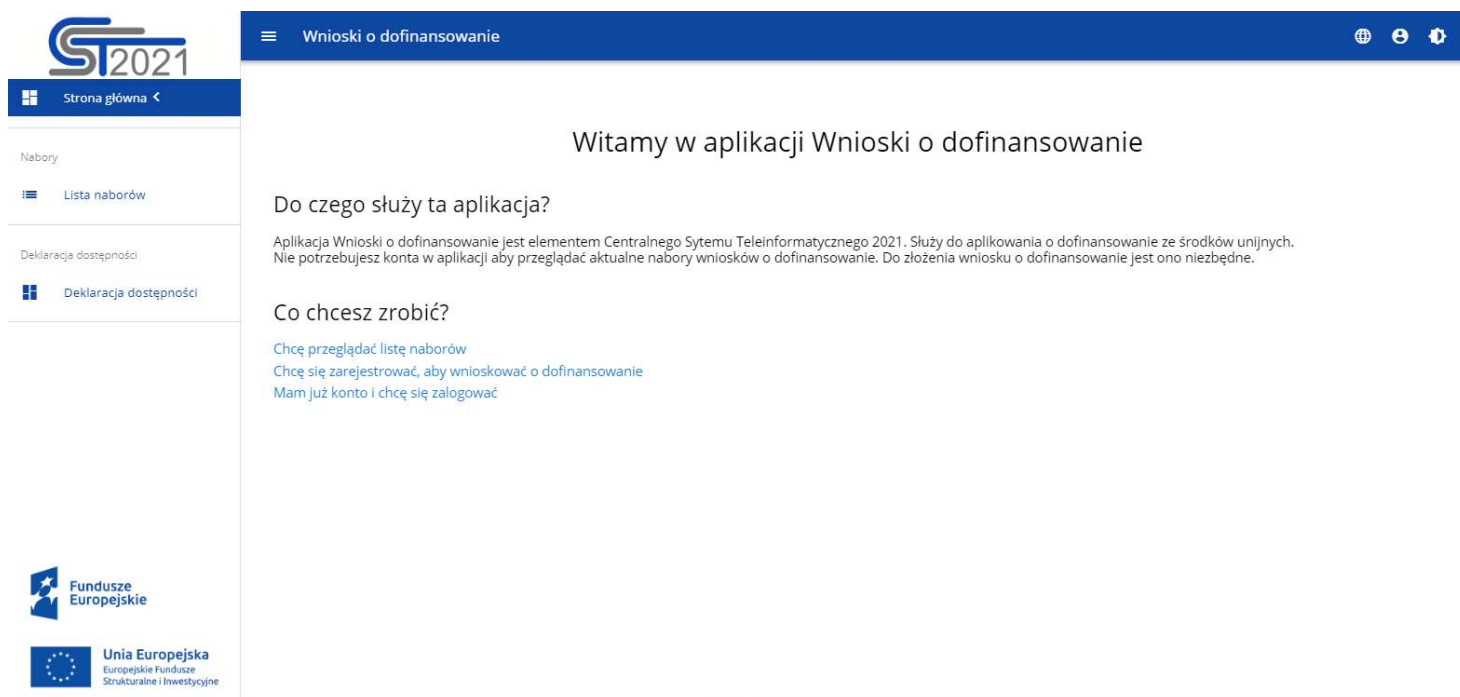 CST2021
Wnioski o dofinansowanie
Strona główna
Nabory
Lista naborów
Deklaracja dostępności
Deklaracja dostępności
Witamy w aplikacji Wnioski o dofinansowanie
Do czego służy ta aplikacja?
Aplikacja Wnioski o dofinansowanie jest elementem Centralnego Sytemu Teleinformatycznego 2021. Służy do aplikowania o dofinansowanie ze środków unijnych.
Nie potrzebujesz konta w aplikacji aby przeglądać aktualne nabory wniosków o dofinansowanie. Do złożenia wniosku o dofinansowanie jest ono niezbędne.
Co chcesz zrobić?
Chcę przeglądać listę naborów
Chcę się zarejestrować, aby wnioskować o dofinansowanie
Mam już konto i chcę się zalogować
Fundusze
Europejskie
Unia Europejska
Europejskie Fundusze
Strukturalne i Inwestycyjne